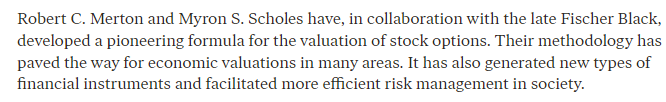 Robert C. Merton and Myron S. Scholes have, in collaboration with the late Fischer Black,
developed a pioneering formula for the valuation of stock options. Their methodology has
paved the way for economic valuations in many areas. It has also generated new types of
financial instruments and facilitated more efficient risk management in society.